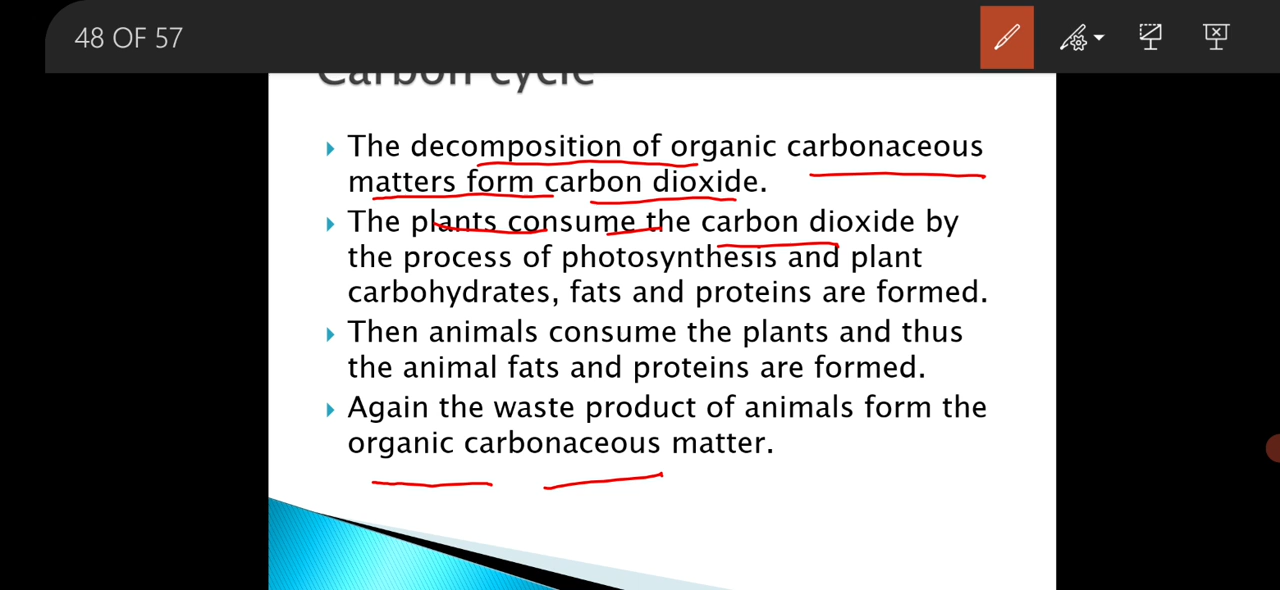 48 OF 57
Carbon cycle
The decomposition of organic carbonaceous
matters form carbon dioxide.
The plants consume the carbon dioxide by
the process of photosynthesis and plant
carbohydrates, fats and proteins are formed.
Then animals consume the plants and thus
the animal fats and proteins are formed.
Again the waste product of animals form the
organic carbonaceous matter.